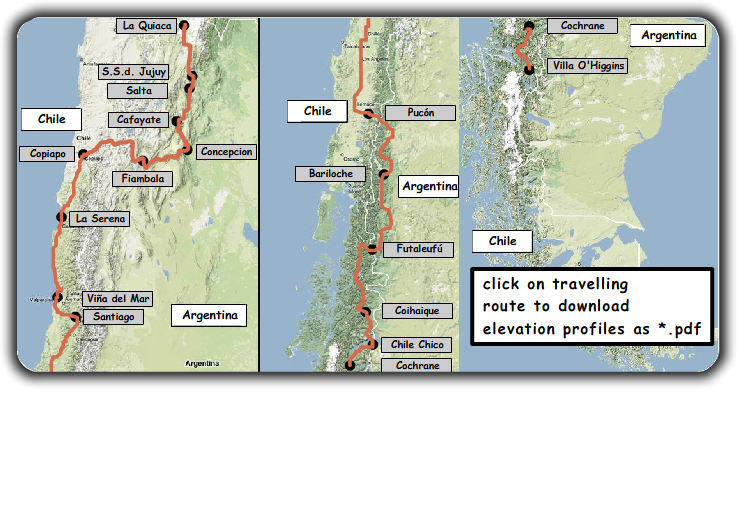 La Quiaca
S.S.d. Jujuy
Salta
Cafayate
Chile
Copiapo
Concepcion
Fiambala
La Serena
Viña del Mar
Santiago
Argentina
Argentina
Chile
Pucón
Bariloche
Argentina
Futaleufú
Coihaique
Chile Chico
Cochrane
Cochrane
Argentina
Villa O'Higgins
Chile
click on travelling
route to download
elevation profiles as *.pdf